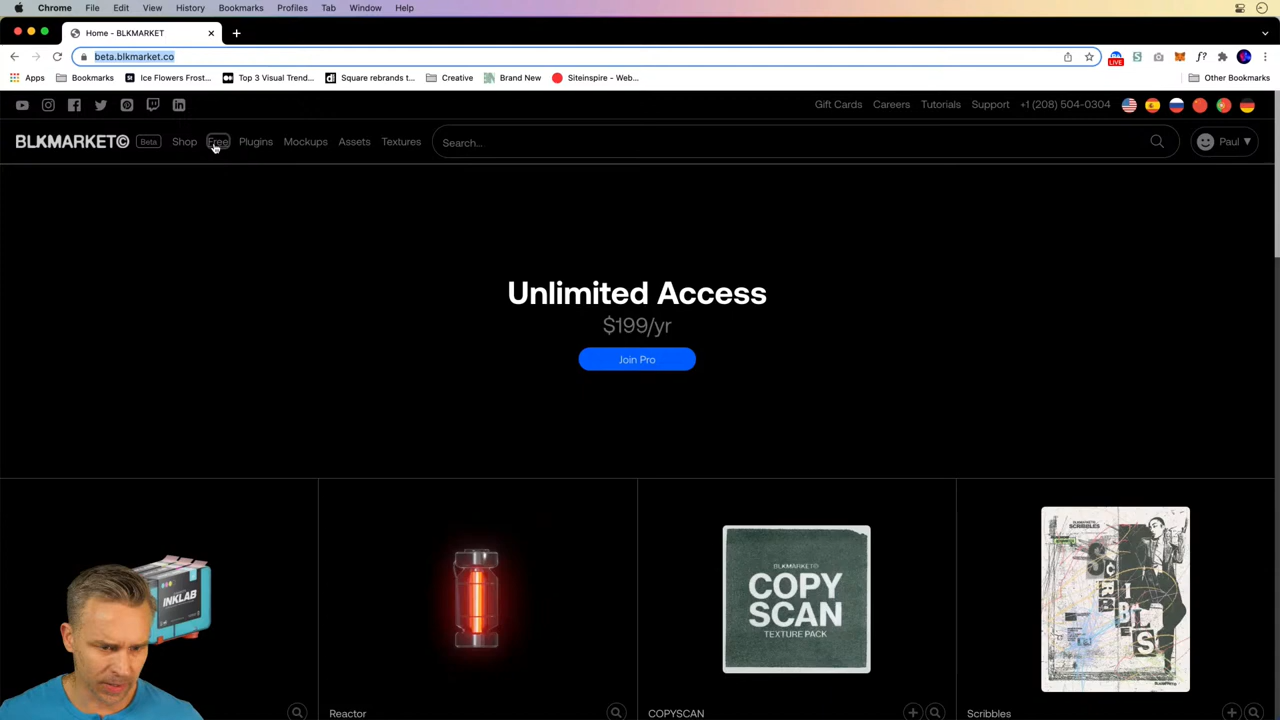 Chrome File Edit View History Bookmarks Profiles Tab Window Help
Home - BLKMARKET
beta.blkmarket.co
LIVE
Apps Bookmarks Ice Flowers Frost... Top 3 Visual Trend... Square rebrands t... Creative Brand New Siteinspire - Web... Other Bookmarks
Gift Cards Careers Tutorials Support +1 (208) 504-0304
BLKMARKET© Beta Shop Free Plugins Mockups Assets Textures Search... Paul ▼
Unlimited Access
$199/yr
Join Pro
INKLAB
BLKMARKET©
COPY
SCAN
TEXTURE PACK
SCRIBBLES
Reactor COPYSCAN Scribbles